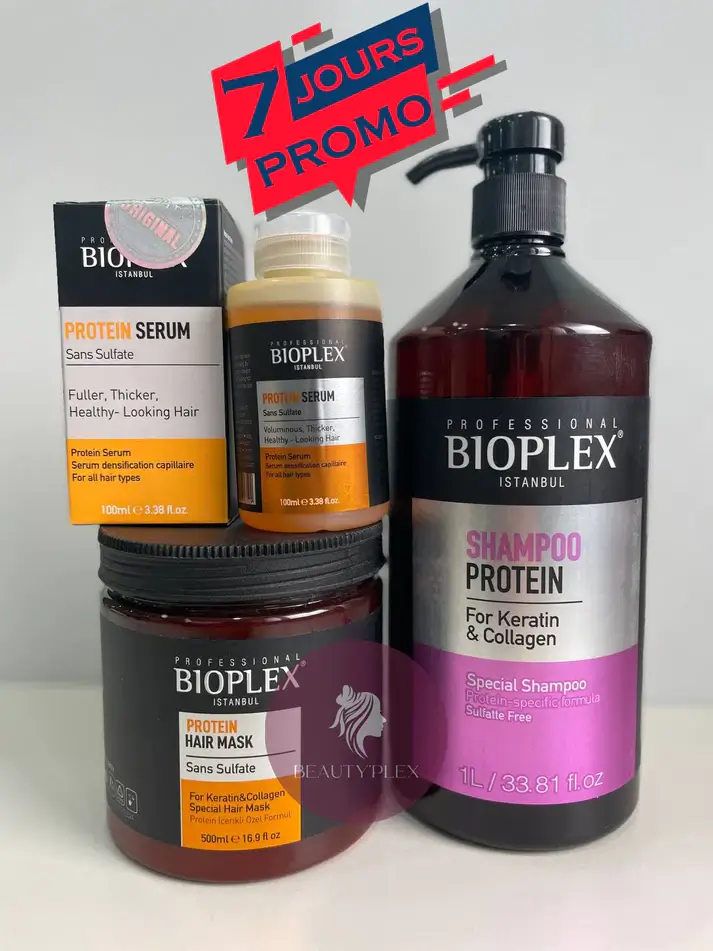 7 JOURS
PROMO
ORIGINAL
BIOPLEX
ISTANBUL
PROTEIN SERUM
Sans Sulfate
Fuller, Thicker,
Healthy- Looking Hair
Protein Serum
Serum densification capillaire
For all hair types
100ml ℮ 3.38 fl.oz.
PROFESSIONAL
BIOPLEX®
ISTANBUL
PROTEIN SERUM
Sans Sulfate
Voluminous, Thicker,
Healthy - Looking Hair
Protein Serum
Serum densification capillaire
For all hair types
100ml ℮ 3.38 fl.oz.
PROFESSIONAL
BIOPLEX
ISTANBUL
PROTEIN
HAIR MASK
Sans Sulfate
For Keratin&Collagen
Special Hair Mask
Protein İcerikli Özel Formül
500ml ℮ 16.9 fl oz
BEAUTY'PLEX
PROFESSIONAL
BIOPLEX®
ISTANBUL
SHAMPOO
PROTEIN
For Keratin
& Collagen
Special Shampoo
Protein-specific formula
Sulfatte Free
1L / 33.81 fl.oz